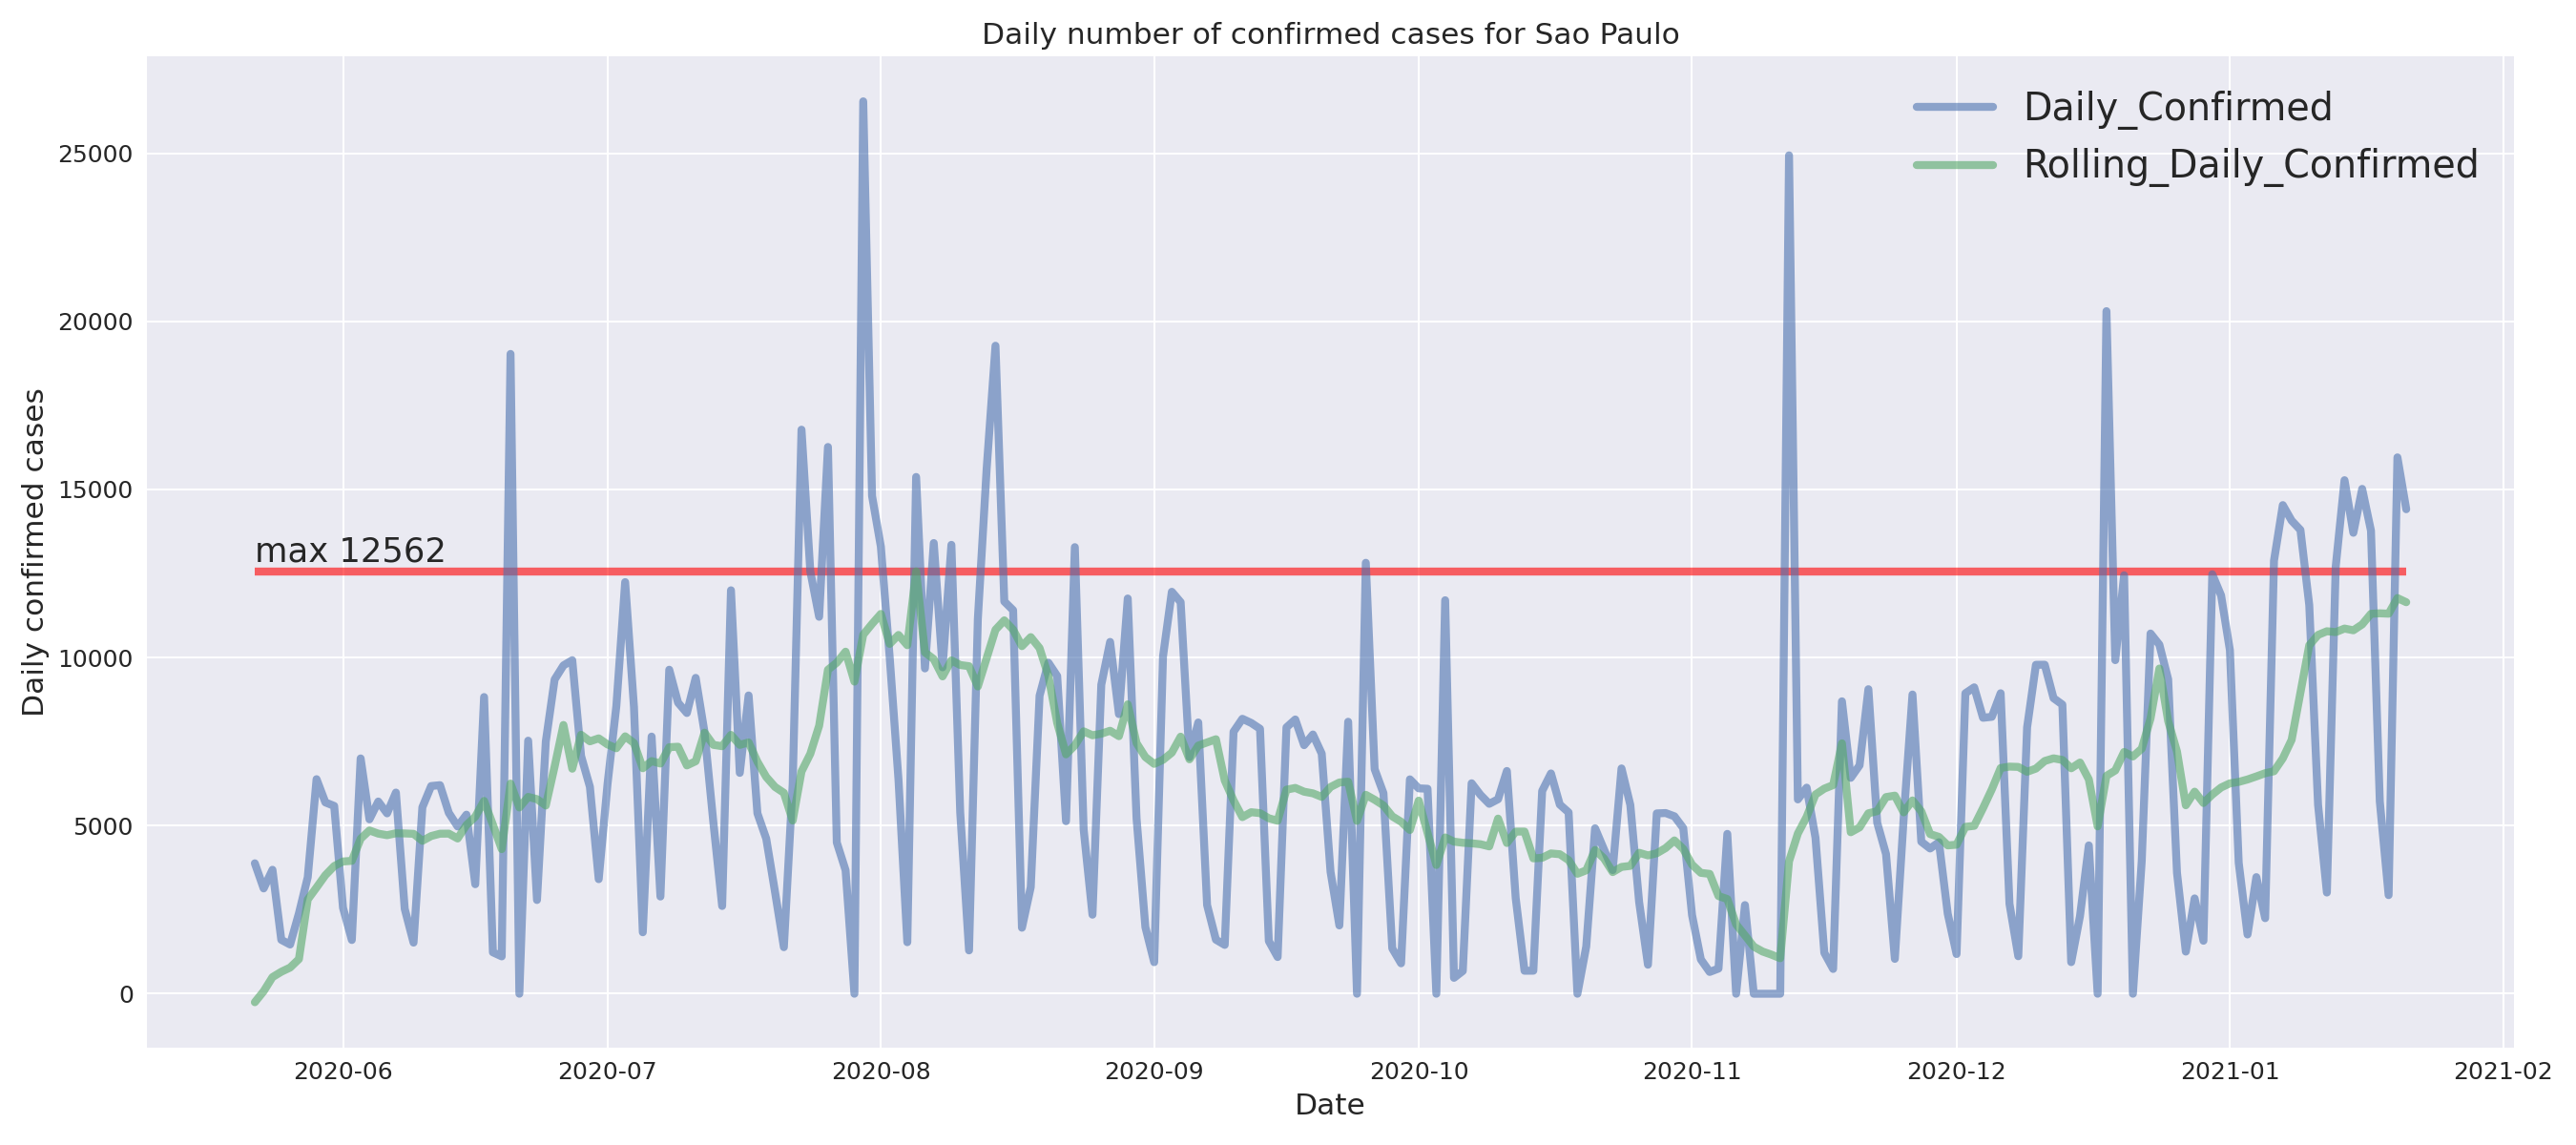 Daily number of confirmed cases for Sao Paulo
Daily_Confirmed
Rolling_Daily_Confirmed
Daily confirmed cases
25000
20000
15000
10000
5000
0
max 12562
2020-06 2020-07 2020-08 2020-09 2020-10 2020-11 2020-12 2021-01 2021-02
Date